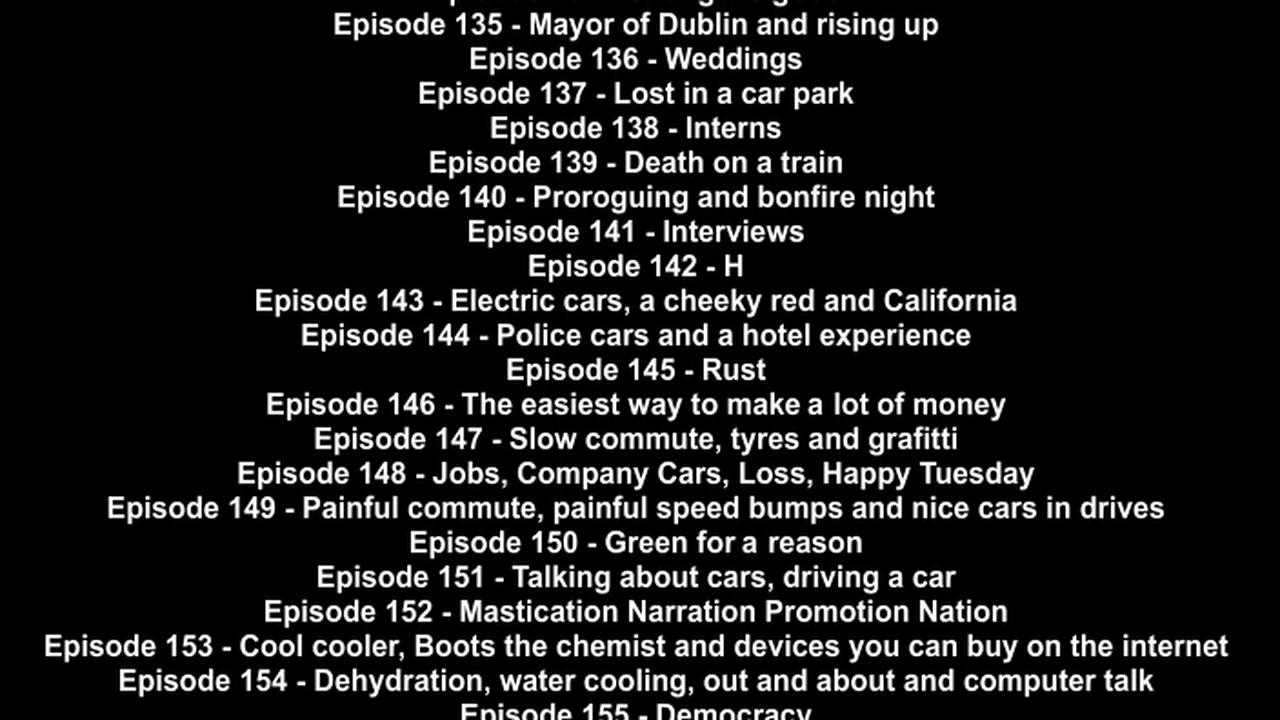 Episode 135 - Mayor of Dublin and rising up
Episode 136 - Weddings
Episode 137 - Lost in a car park
Episode 138 - Interns
Episode 139 - Death on a train
Episode 140 - Proroguing and bonfire night
Episode 141 - Interviews
Episode 142 - H
Episode 143 - Electric cars, a cheeky red and California
Episode 144 - Police cars and a hotel experience
Episode 145 - Rust
Episode 146 - The easiest way to make a lot of money
Episode 147 - Slow commute, tyres and grafitti
Episode 148 - Jobs, Company Cars, Loss, Happy Tuesday
Episode 149 - Painful commute, painful speed bumps and nice cars in drives
Episode 150 - Green for a reason
Episode 151 - Talking about cars, driving a car
Episode 152 - Mastication Narration Promotion Nation
Episode 153 - Cool cooler, Boots the chemist and devices you can buy on the internet
Episode 154 - Dehydration, water cooling, out and about and computer talk
Episode 155 - Democracy